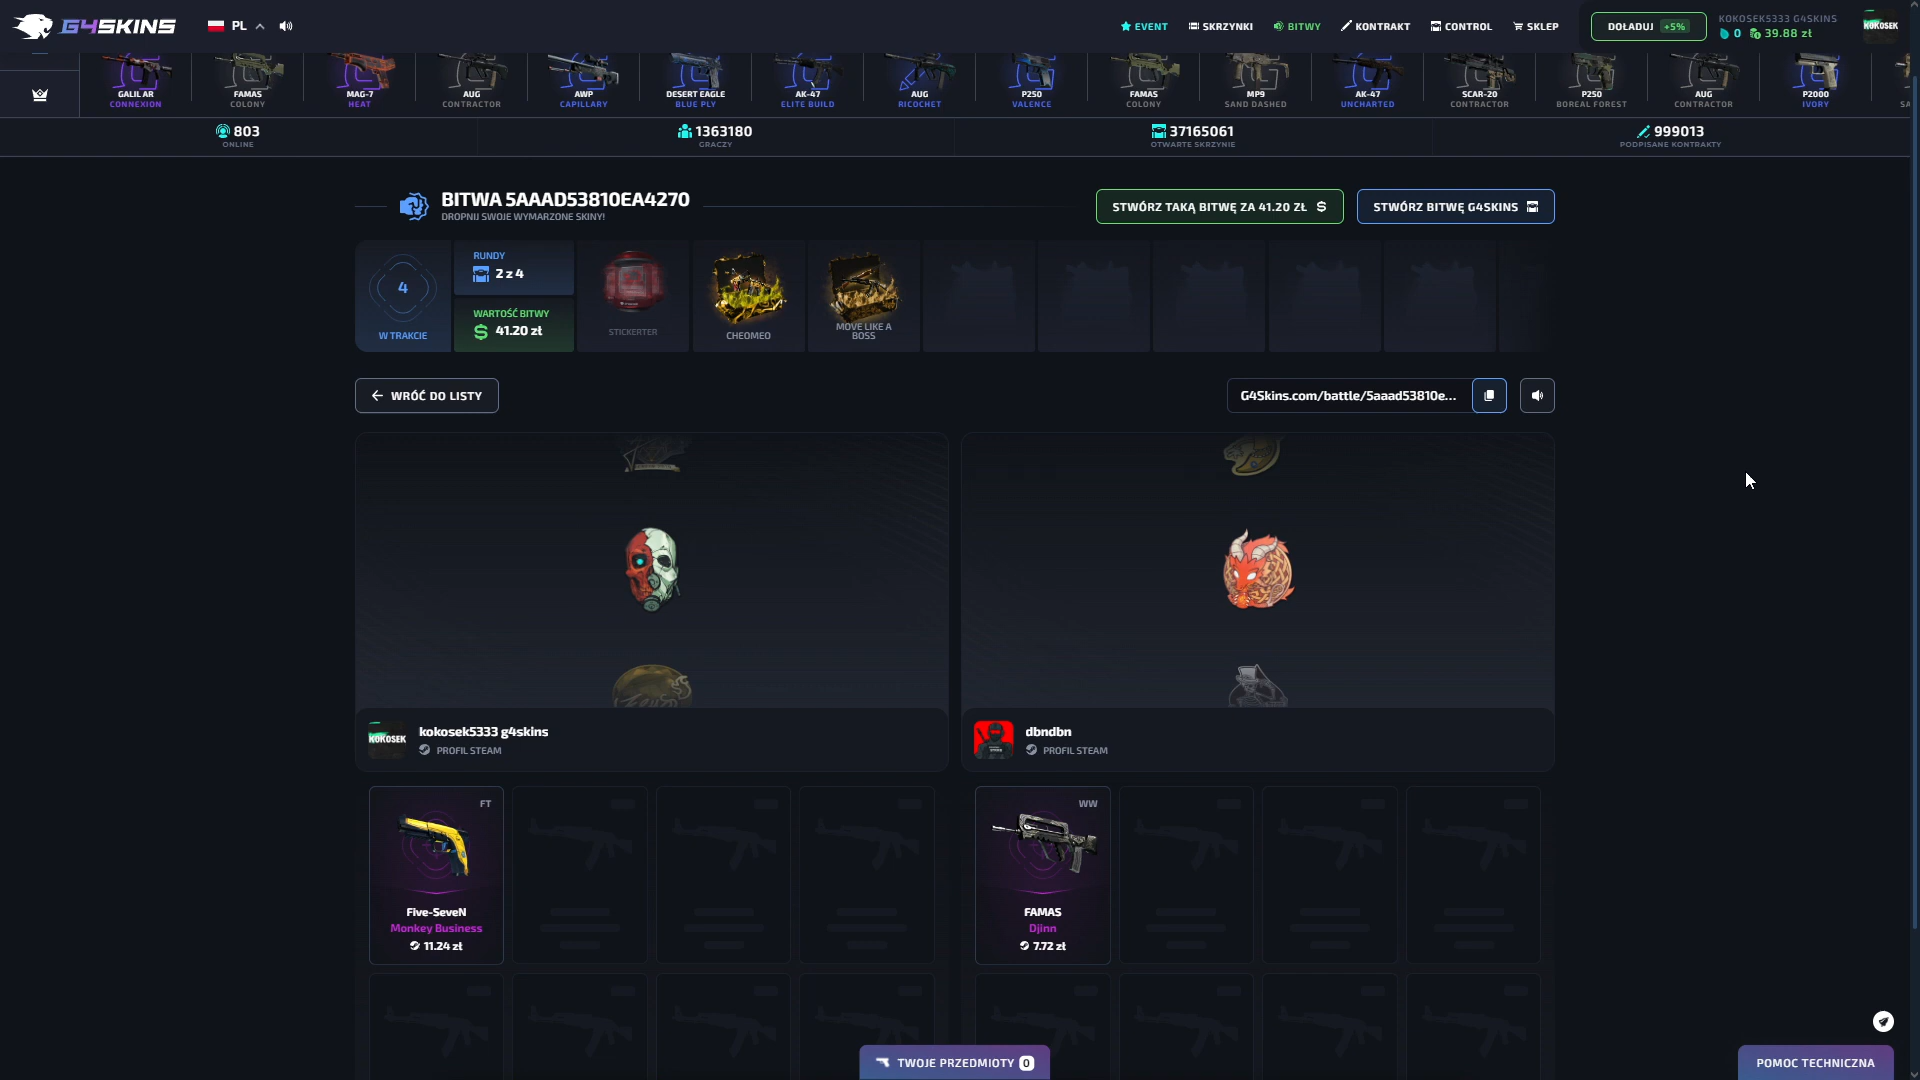 G4SKINS
PL
EVENT
SKRZYNKI
BITWY
KONTRAKT
CONTROL
SKLEP
DOŁADUJ +5%
KOKOSEK5333 G4SKINS
0 39.88 zł
KOKOSEK
GALIL AR
CONNEXION
FAMAS
COLONY
MAG-7
HEAT
AUG
CONTRACTOR
AWP
CAPILLARY
DESERT EAGLE
BLUE PLY
AK-47
ELITE BUILD
AUG
RICOCHET
P250
VALENCE
FAMAS
COLONY
MP9
SAND DASHED
AK-47
UNCHARTED
SCAR-20
CONTRACTOR
P250
BOREAL FOREST
AUG
CONTRACTOR
P2000
IVORY
SA
803
ONLINE
1363180
GRACZY
37165061
OTWARTE SKRZYNIE
999013
PODPISANE KONTRAKTY
BITWA 5AAAD53810EA4270
DROPNIJ SWOJE WYMARZONE SKINY!
STWÓRZ TAKĄ BITWĘ ZA 41.20 ZŁ
STWÓRZ BITWĘ G4SKINS
4
W TRAKCIE
RUNDY
2 z 4
WARTOŚĆ BITWY
41.20 zł
STICKERTER
CHEOMEO
MOVE LIKE A
BOSS
WRÓĆ DO LISTY
G4Skins.com/battle/5aaad53810e...
KOKOSEK
kokosek5333 g4skins
PROFIL STEAM
dbndbn
PROFIL STEAM
FT
Five-SeveN
Monkey Business
11.24 zł
WW
FAMAS
Djinn
7.72 zł
TWOJE PRZEDMIOTY 0
POMOC TECHNICZNA